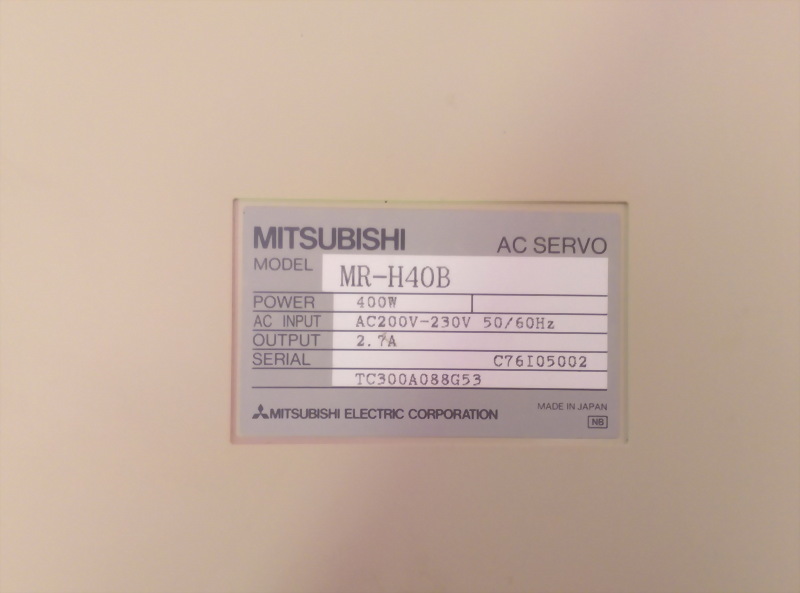 MITSUBISHI AC SERVO
MODEL MR-H40B
POWER 400W
AC INPUT AC200V-230V 50/60Hz
OUTPUT 2.7A
SERIAL C76I05002
TC300A088G53
MITSUBISHI ELECTRIC CORPORATION MADE IN JAPAN
NB